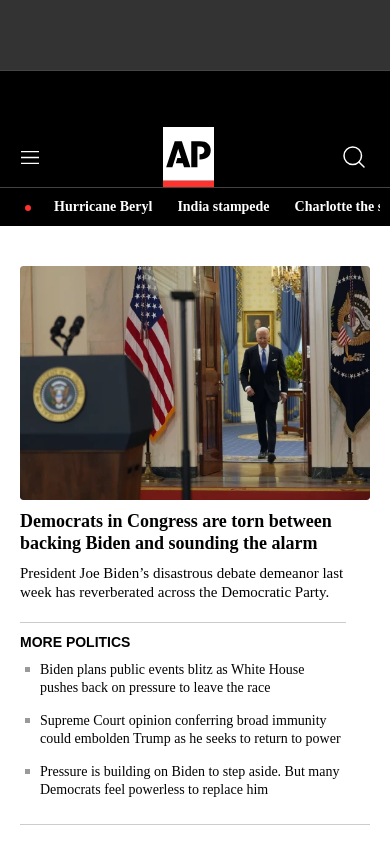 AP
Hurricane Beryl India stampede Charlotte the
Democrats in Congress are torn between
backing Biden and sounding the alarm
President Joe Biden’s disastrous debate demeanor last
week has reverberated across the Democratic Party.
MORE POLITICS
Biden plans public events blitz as White House
pushes back on pressure to leave the race
Supreme Court opinion conferring broad immunity
could embolden Trump as he seeks to return to power
Pressure is building on Biden to step aside. But many
Democrats feel powerless to replace him